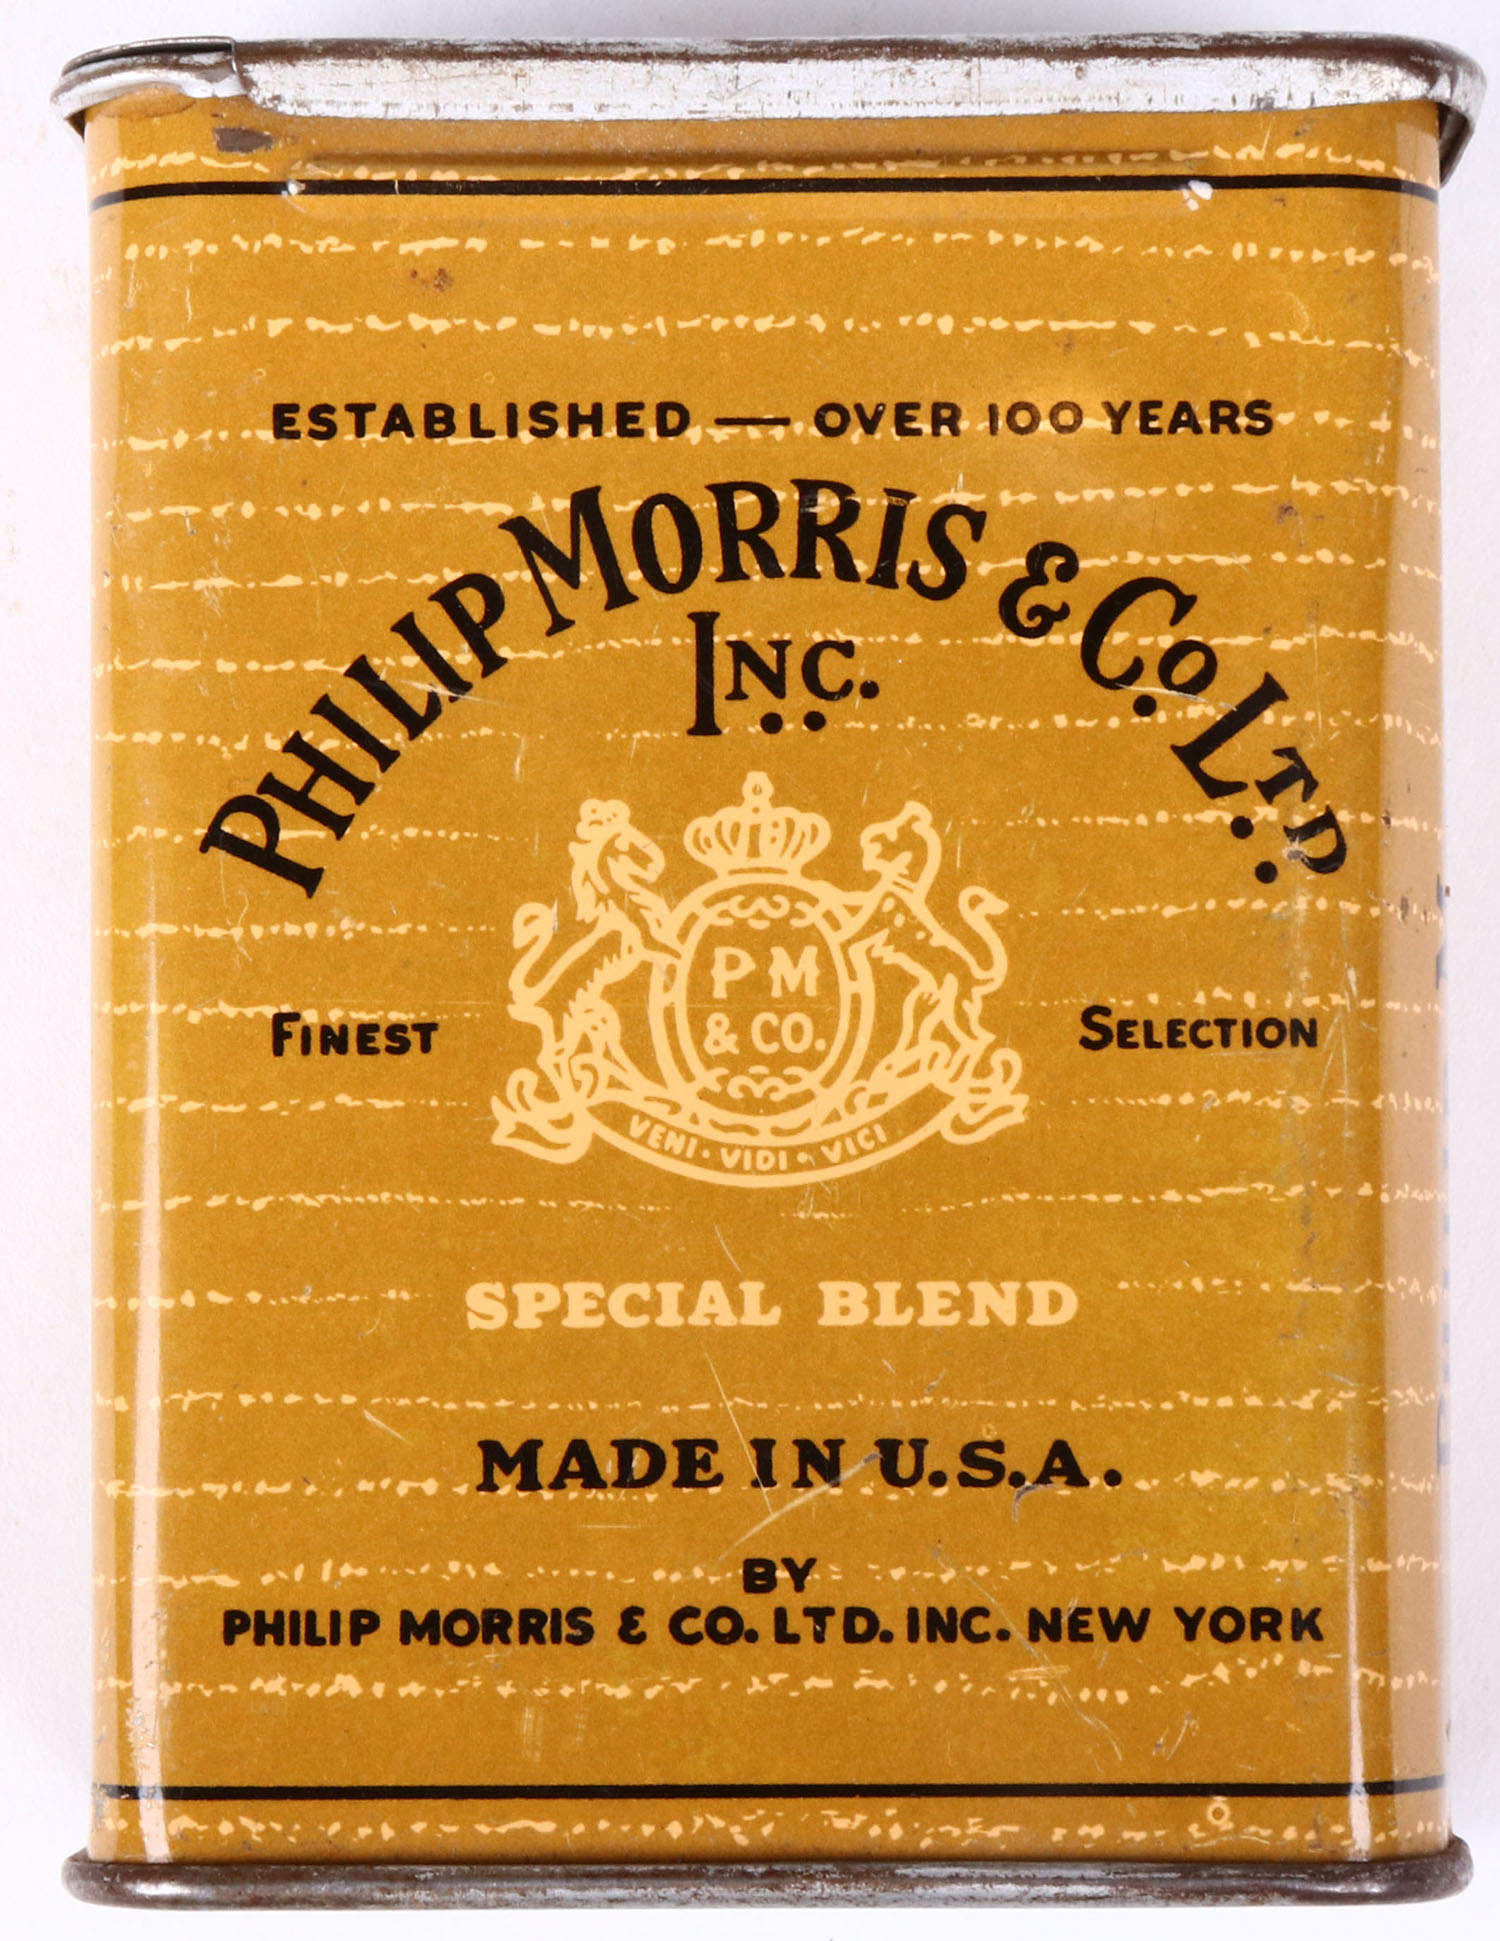 ESTABLISHED — OVER 100 YEARS
PHILIP MORRIS & CO. LTD.
INC.
P M
& CO.
FINEST
SELECTION
VENI • VIDI • VICI
SPECIAL BLEND
MADE IN U.S.A.
BY
PHILIP MORRIS & CO. LTD. INC. NEW YORK